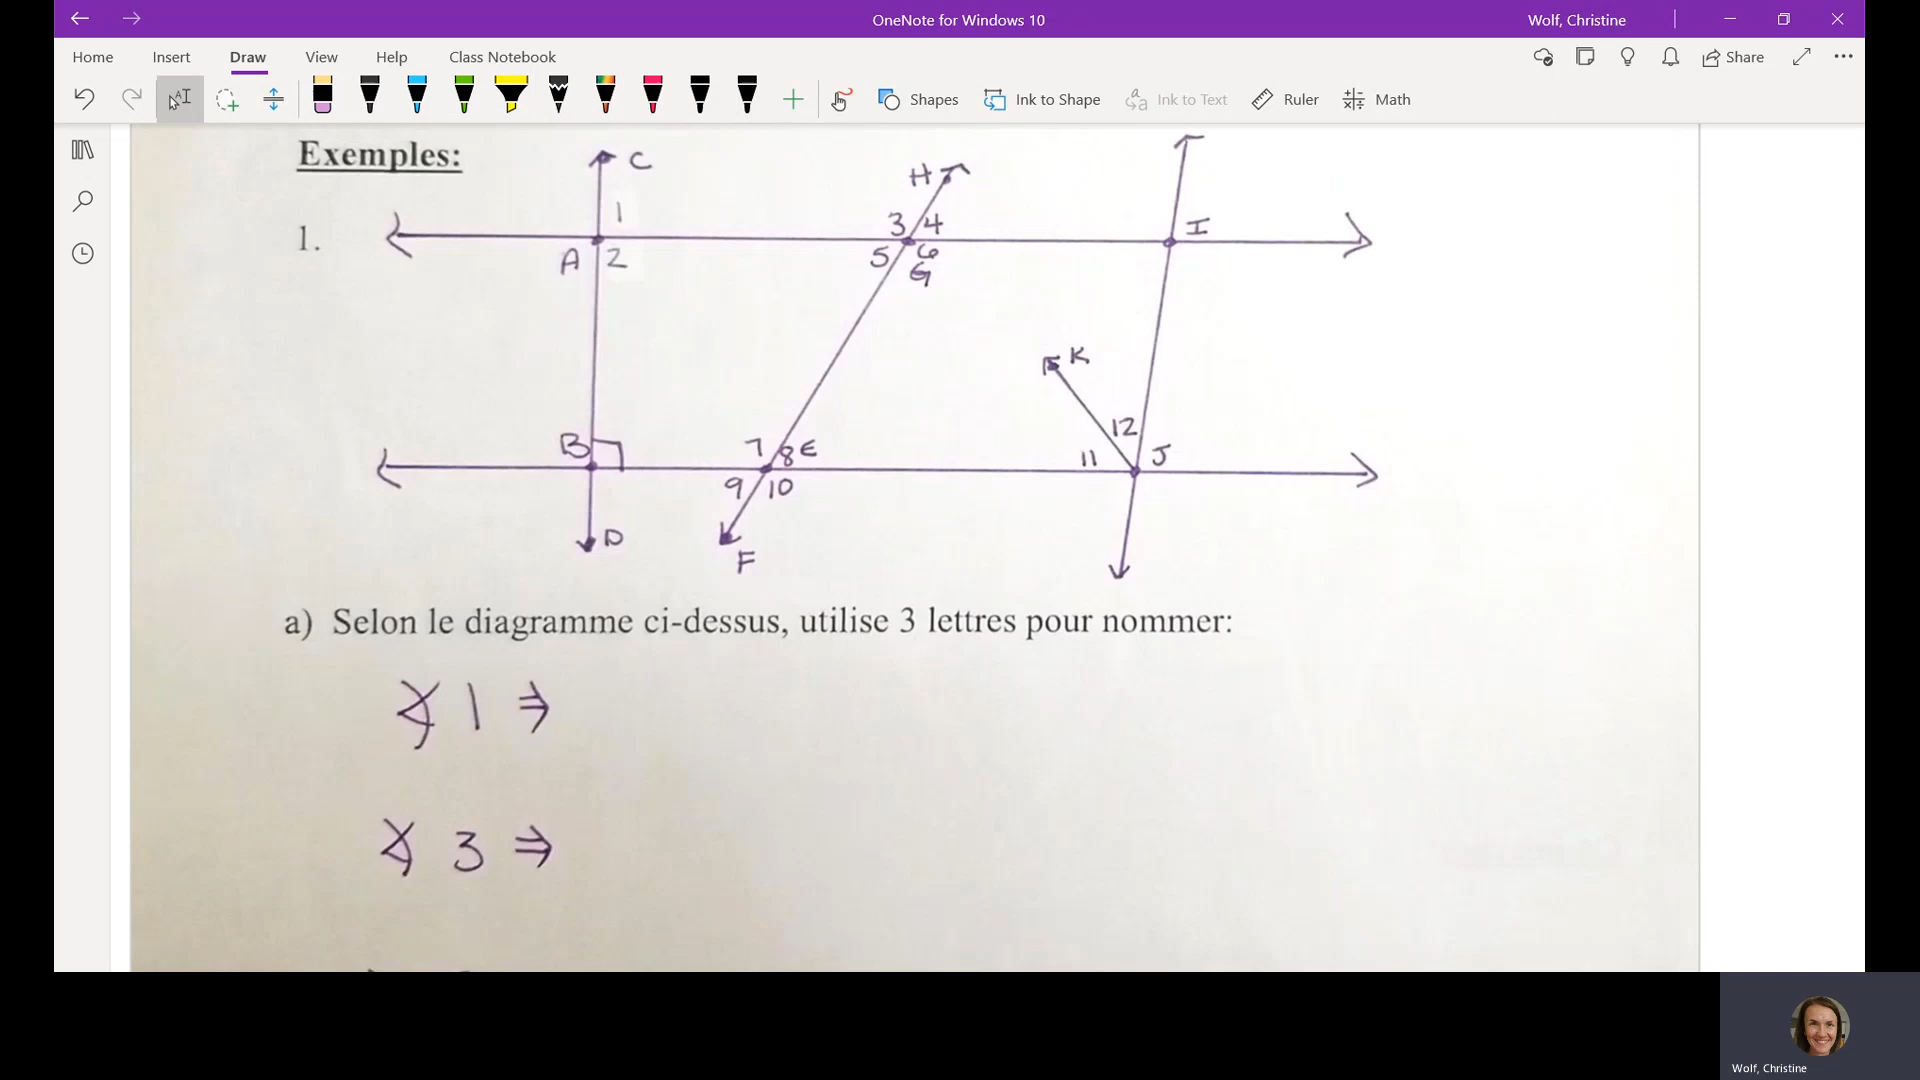 OneNote for Windows 10
Wolf, Christine
Home Insert Draw View Help Class Notebook
Share
Shapes Ink to Shape Ink to Text Ruler Math
Exemples:
C
H
1
3 4
1.
I
A 2
5 6
G
K
12
B
7 8 E
11 J
9 10
D
F
a) Selon le diagramme ci-dessus, utilise 3 lettres pour nommer:
∢ 1 ⇒
∢ 3 ⇒
Wolf, Christine